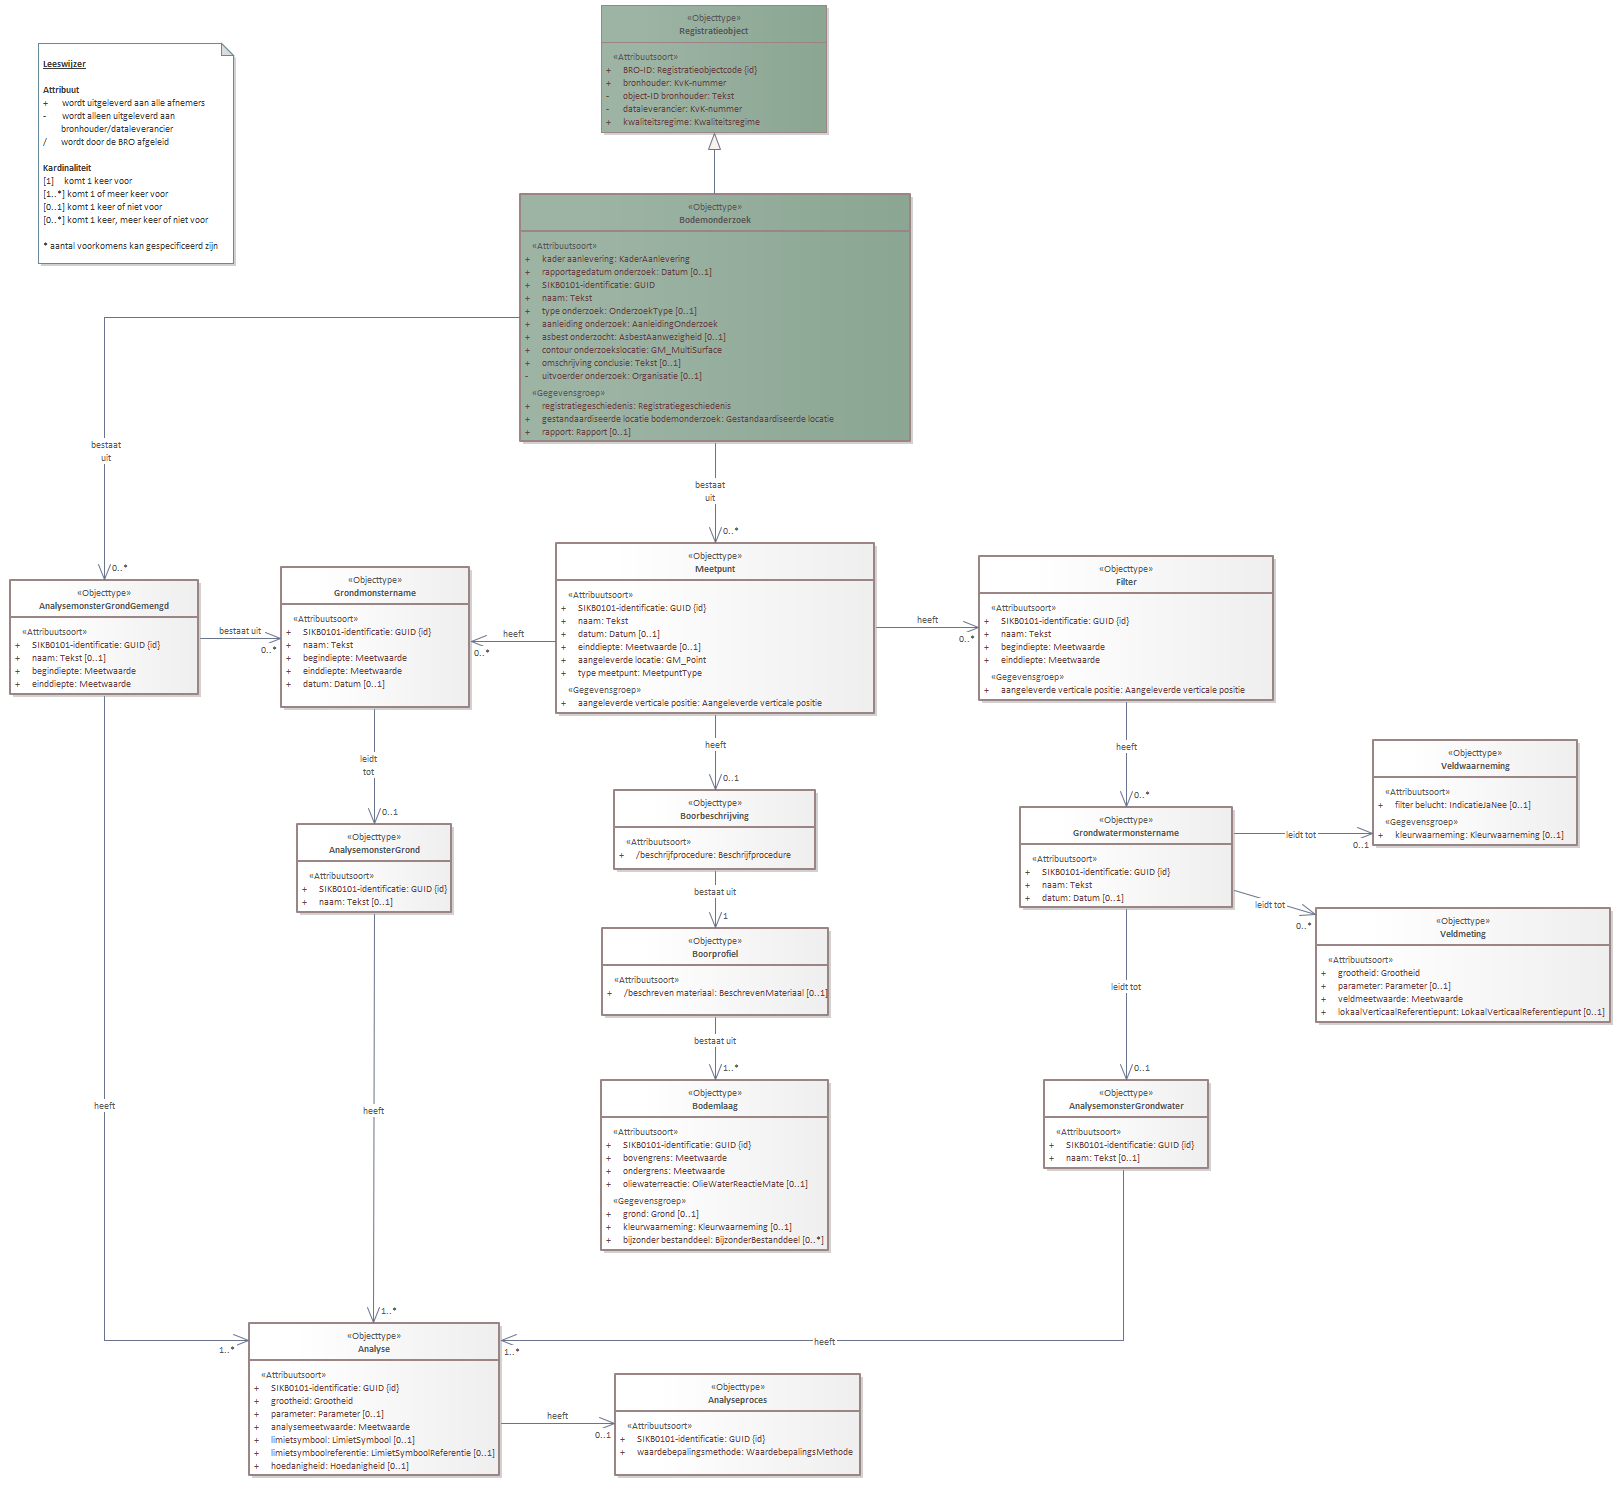 «Objecttype»
Registratieobject
«Attribuutsoort»
+ BRO-ID: Registratieobjectcode {id}
+ bronhouder: KvK-nummer
- object-ID bronhouder: Tekst
- dataleverancier: KvK-nummer
+ kwaliteitsregime: Kwaliteitsregime
Leeswijzer
Attribuut
+ wordt uitgeleverd aan alle afnemers
- wordt alleen uitgeleverd aan
bronhouder/dataleverancier
/ wordt door de BRO afgeleid
Kardinaliteit
[1] komt 1 keer voor
[1..*] komt 1 of meer keer voor
[0..1] komt 1 keer of niet voor
[0..*] komt 1 keer, meer keer of niet voor
* aantal voorkomens kan gespecificeerd zijn
«Objecttype»
Bodemonderzoek
«Attribuutsoort»
+ kader aanlevering: KaderAanlevering
+ rapportagedatum onderzoek: Datum [0..1]
+ SIKB0101-identificatie: GUID
+ naam: Tekst
+ type onderzoek: OnderzoekType [0..1]
+ aanleiding onderzoek: AanleidingOnderzoek
+ asbest onderzocht: AsbestAanwezigheid [0..1]
+ contour onderzoekslocatie: GM_MultiSurface
+ omschrijving conclusie: Tekst [0..1]
- uitvoerder onderzoek: Organisatie [0..1]
«Gegevensgroep»
+ registratiegeschiedenis: Registratiegeschiedenis
+ gestandaardiseerde locatie bodemonderzoek: Gestandaardiseerde locatie
+ rapport: Rapport [0..1]
bestaat
uit
0..*
bestaat
uit
0..*
«Objecttype»
AnalysemonsterGrondGemengd
«Attribuutsoort»
+ SIKB0101-identificatie: GUID {id}
+ naam: Tekst [0..1]
+ begindiepte: Meetwaarde
+ einddiepte: Meetwaarde
bestaat uit
0..*
«Objecttype»
Grondmonstername
«Attribuutsoort»
+ SIKB0101-identificatie: GUID {id}
+ naam: Tekst
+ begindiepte: Meetwaarde
+ einddiepte: Meetwaarde
+ datum: Datum [0..1]
heeft
0..*
«Objecttype»
Meetpunt
«Attribuutsoort»
+ SIKB0101-identificatie: GUID {id}
+ naam: Tekst
+ datum: Datum [0..1]
+ einddiepte: Meetwaarde [0..1]
+ aangeleverde locatie: GM_Point
+ type meetpunt: MeetpuntType
«Gegevensgroep»
+ aangeleverde verticale positie: Aangeleverde verticale positie
heeft
0..*
«Objecttype»
Filter
«Attribuutsoort»
+ SIKB0101-identificatie: GUID {id}
+ naam: Tekst
+ begindiepte: Meetwaarde
+ einddiepte: Meetwaarde
«Gegevensgroep»
+ aangeleverde verticale positie: Aangeleverde verticale positie
leidt
tot
0..1
heeft
0..1
heeft
0..*
«Objecttype»
AnalysemonsterGrond
«Attribuutsoort»
+ SIKB0101-identificatie: GUID {id}
+ naam: Tekst [0..1]
«Objecttype»
Boorbeschrijving
«Attribuutsoort»
+ /beschrijfprocedure: Beschrijfprocedure
bestaat uit
1
«Objecttype»
Boorprofiel
«Attribuutsoort»
+ /beschreven materiaal: BeschrevenMateriaal [0..1]
bestaat uit
1..*
«Objecttype»
Bodemlaag
«Attribuutsoort»
+ SIKB0101-identificatie: GUID {id}
+ bovengrens: Meetwaarde
+ ondergrens: Meetwaarde
+ oliewaterreactie: OlieWaterReactieMate [0..1]
«Gegevensgroep»
+ grond: Grond [0..1]
+ kleurwaarneming: Kleurwaarneming [0..1]
+ bijzonder bestanddeel: BijzonderBestanddeel [0..*]
«Objecttype»
Grondwatermonstername
«Attribuutsoort»
+ SIKB0101-identificatie: GUID {id}
+ naam: Tekst
+ datum: Datum [0..1]
leidt tot
0..1
«Objecttype»
Veldwaarneming
«Attribuutsoort»
+ filter belucht: IndicatieJaNee [0..1]
«Gegevensgroep»
+ kleurwaarneming: Kleurwaarneming [0..1]
leidt tot
0..*
«Objecttype»
Veldmeting
«Attribuutsoort»
+ grootheid: Grootheid
+ parameter: Parameter [0..1]
+ veldmeetwaarde: Meetwaarde
+ lokaalVerticaalReferentiepunt: LokaalVerticaalReferentiepunt [0..1]
leidt tot
0..1
«Objecttype»
AnalysemonsterGrondwater
«Attribuutsoort»
+ SIKB0101-identificatie: GUID {id}
+ naam: Tekst [0..1]
heeft
1..*
heeft
1..*
heeft
1..*
«Objecttype»
Analyse
«Attribuutsoort»
+ SIKB0101-identificatie: GUID {id}
+ grootheid: Grootheid
+ parameter: Parameter [0..1]
+ analysemeetwaarde: Meetwaarde
+ limietsymbool: LimietSymbool [0..1]
+ limietsymboolreferentie: LimietSymboolReferentie [0..1]
+ hoedanigheid: Hoedanigheid [0..1]
heeft
0..1
«Objecttype»
Analyseproces
«Attribuutsoort»
+ SIKB0101-identificatie: GUID {id}
+ waardebepalingsmethode: WaardebepalingsMethode